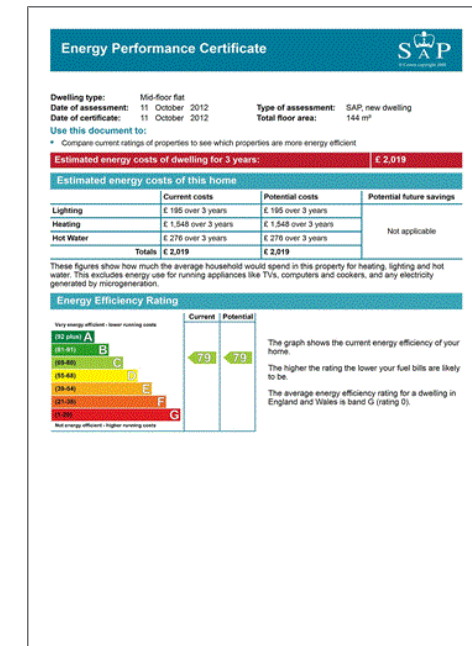 Energy Performance Certificate
SAP
© Crown copyright 2009
Dwelling type: Mid-floor flat
Date of assessment: 11 October 2012 Type of assessment: SAP, new dwelling
Date of certificate: 11 October 2012 Total floor area: 144 m²
Use this document to:
• Compare current ratings of properties to see which properties are more energy efficient
Estimated energy costs of dwelling for 3 years: £ 2,019
Estimated energy costs of this home
Current costs Potential costs Potential future savings
Lighting £ 195 over 3 years £ 195 over 3 years
Heating £ 1,548 over 3 years £ 1,548 over 3 years Not applicable
Hot Water £ 276 over 3 years £ 276 over 3 years
Totals £ 2,019 £ 2,019
These figures show how much the average household would spend in this property for heating, lighting and hot
water. This excludes energy use for running appliances like TVs, computers and cookers, and any electricity
generated by microgeneration.
Energy Efficiency Rating
Current Potential
Very energy efficient - lower running costs
(92 plus) A
(81-91) B
(69-80) C 79 79
(55-68) D
(39-54) E
(21-38) F
(1-20) G
Not energy efficient - higher running costs
The graph shows the current energy efficiency of your
home.
The higher the rating the lower your fuel bills are likely
to be.
The average energy efficiency rating for a dwelling in
England and Wales is band G (rating 0).